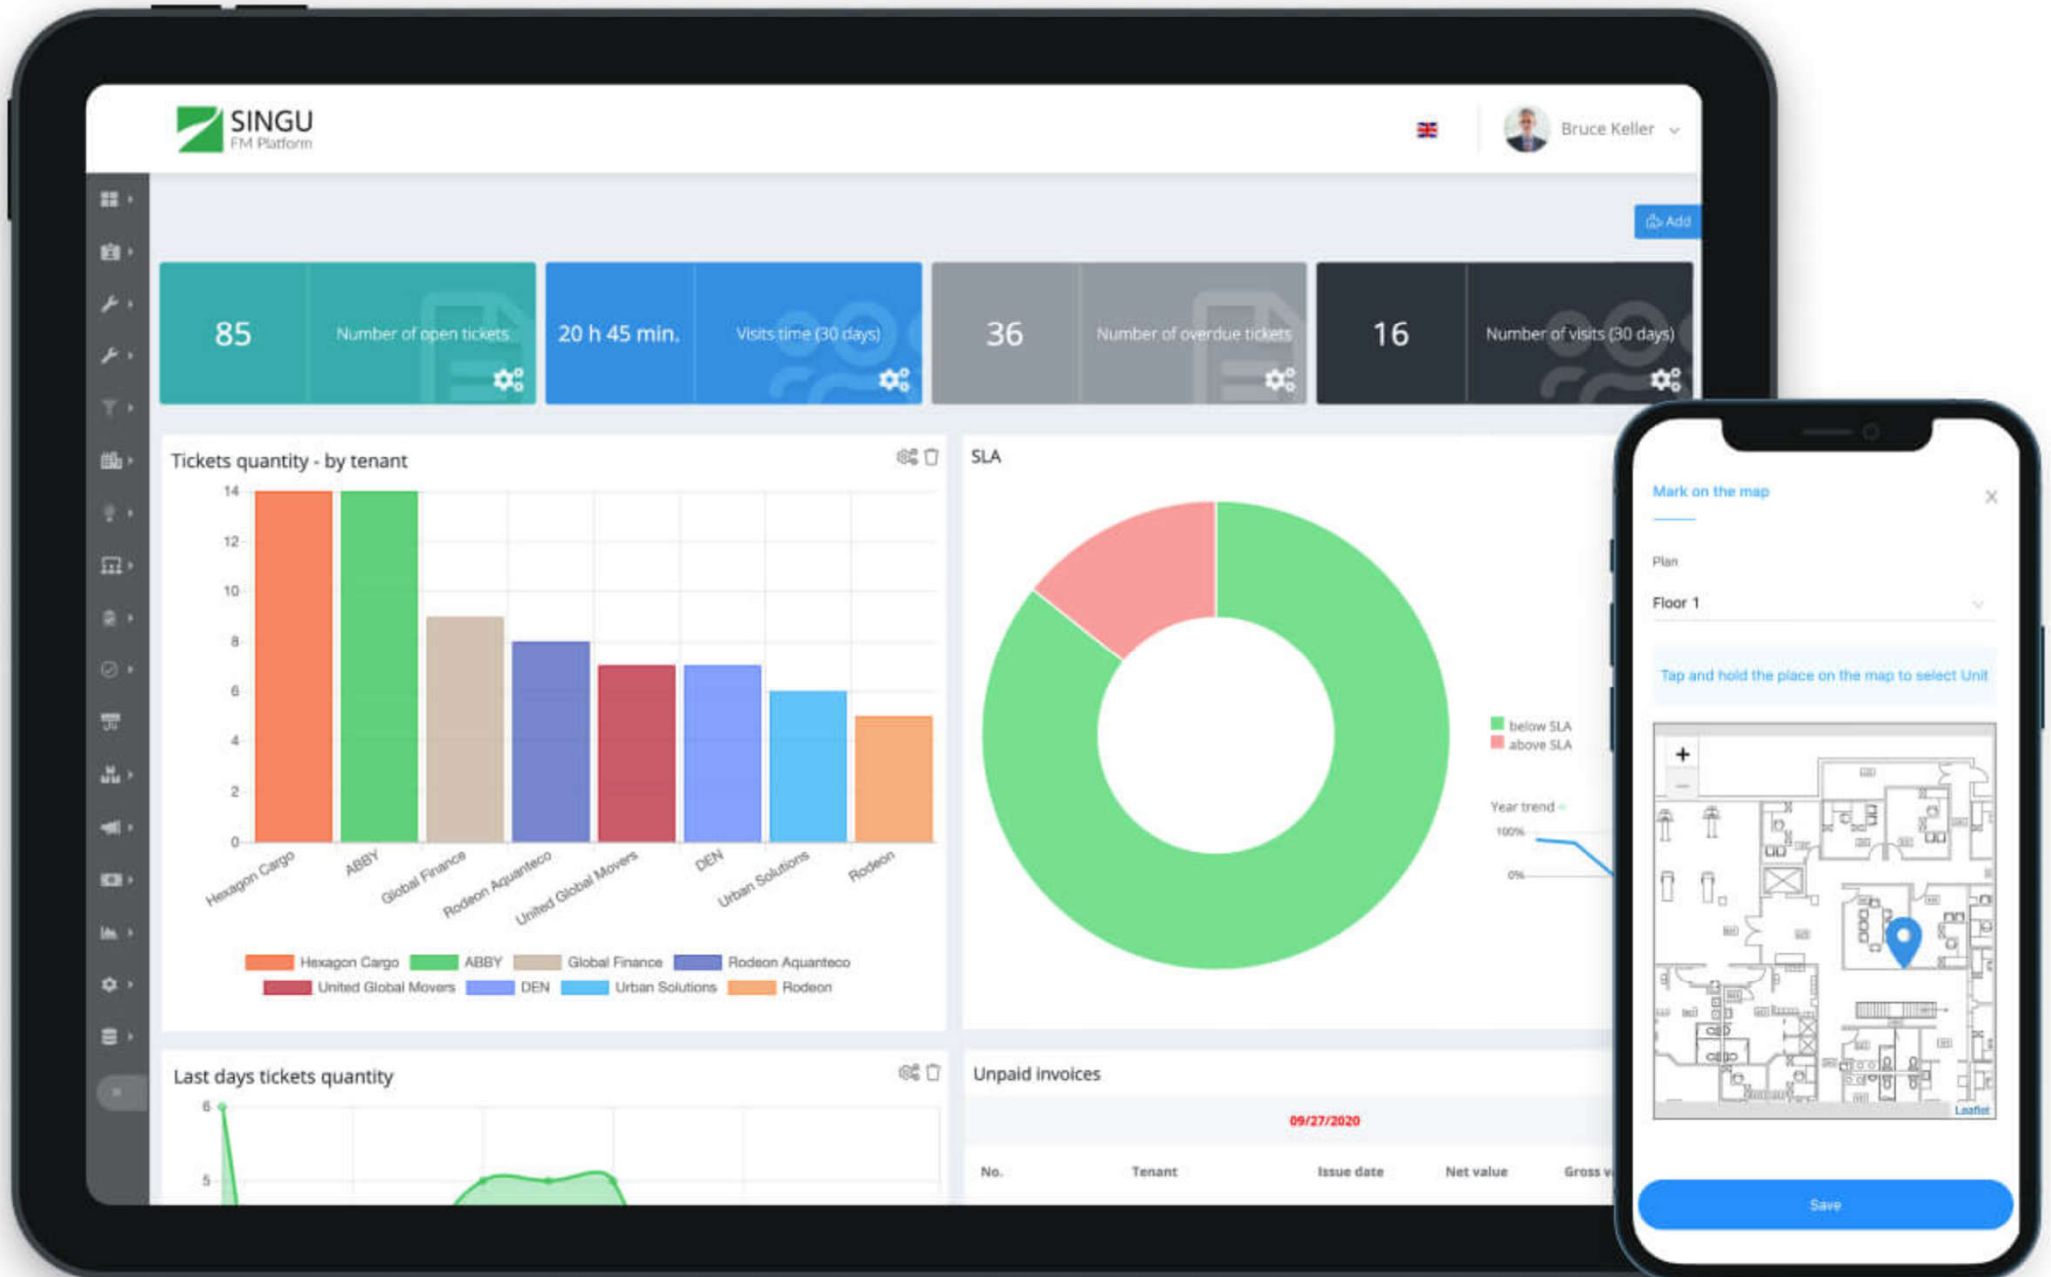 SINGU
FM Platform
Bruce Keller
Add
85
Number of open tickets
20 h 45 min.
Visits time (30 days)
36
Number of overdue tickets
16
Number of visits (30 days)
Tickets quantity - by tenant
14
12
10
8
6
4
2
0
Hexagon Cargo
ABBY
Global Finance
Rodeon Aquanteco
United Global Movers
DEN
Urban Solutions
Rodeon
Hexagon Cargo ABBY Global Finance Rodeon Aquanteco
United Global Movers DEN Urban Solutions Rodeon
SLA
below SLA
above SLA
Year trend
100%
0%
Last days tickets quantity
6
5
Unpaid invoices
09/27/2020
No. Tenant Issue date Net value Gross v
Mark on the map
Plan
Floor 1
Tap and hold the place on the map to select Unit
+
−
Leaflet
Save